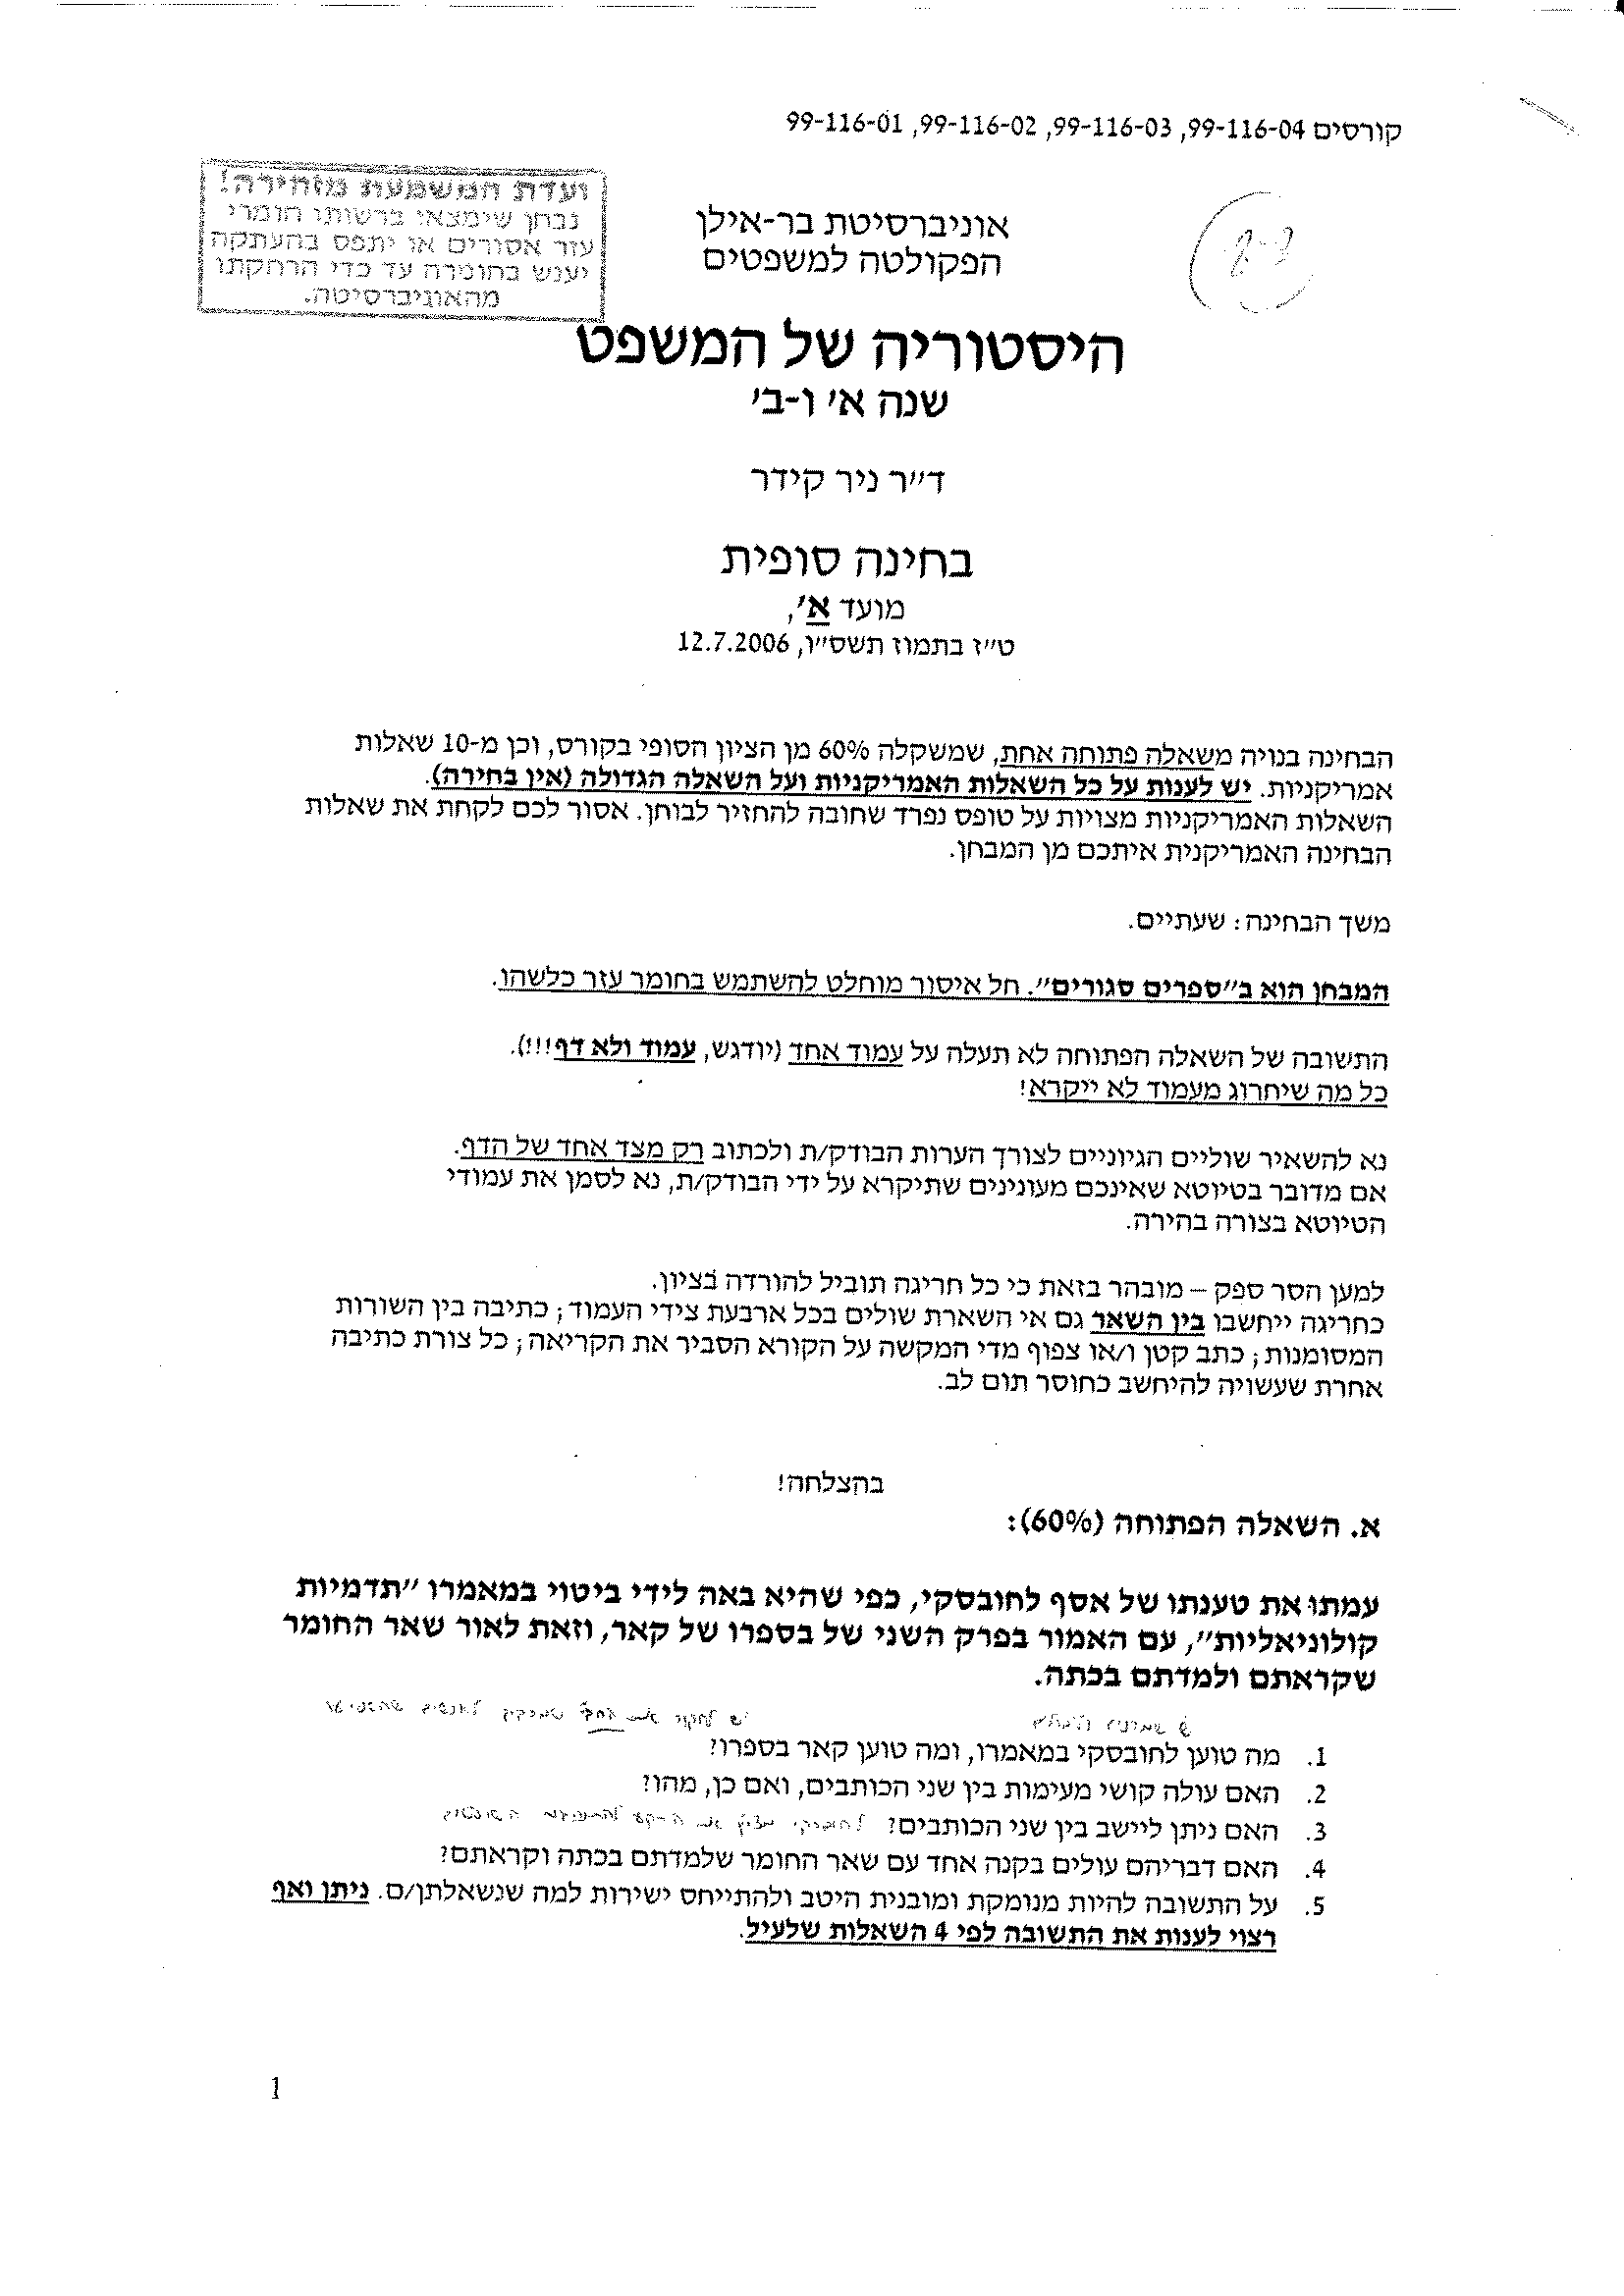 קורסים 99-116-04, 99-116-03, 99-116-02, 99-116-01
ועדת המשמעת מזהירה!
נבחן שימצאו ברשותו חומרי
עזר אסורים או יתפס בהעתקה
יענש בחומרה עד כדי הרחקתו
מהאוניברסיטה.
אוניברסיטת בר-אילן
הפקולטה למשפטים
היסטוריה של המשפט
שנה א' ו-ב'
ד"ר ניר קידר
בחינה סופית
מועד א',
ט"ז בתמוז תשס"ו, 12.7.2006
הבחינה בנויה משאלה פתוחה אחת, שמשקלה 60% מן הציון הסופי בקורס, וכן מ-10 שאלות
אמריקניות. יש לענות על כל השאלות האמריקניות ועל השאלה הגדולה (אין בחירה).
השאלות האמריקניות מצויות על טופס נפרד שחובה להחזיר לבוחן. אסור לכם לקחת את שאלות
הבחינה האמריקנית איתכם מן המבחן.
משך הבחינה: שעתיים.
המבחן הוא ב"ספרים סגורים". חל איסור מוחלט להשתמש בחומר עזר כלשהו.
התשובה של השאלה הפתוחה לא תעלה על עמוד אחד (יודגש, עמוד ולא דף!!!).
כל מה שיחרוג מעמוד לא ייקרא!
נא להשאיר שוליים הגיוניים לצורך הערות הבודק/ת ולכתוב רק מצד אחד של הדף.
אם מדובר בטיוטא שאינכם מעונינים שתיקרא על ידי הבודק/ת, נא לסמן את עמודי
הטיוטא בצורה בהירה.
למען הסר ספק – מובהר בזאת כי כל חריגה תוביל להורדה בציון.
כחריגה ייחשבו בין השאר גם אי השארת שולים בכל ארבעת צידי העמוד; כתיבה בין השורות
המסומנות; כתב קטן ו/או צפוף מדי המקשה על הקורא הסביר את הקריאה; כל צורת כתיבה
אחרת שעשויה להיחשב כחוסר תום לב.
בהצלחה!
א. השאלה הפתוחה (60%):
עמתו את טענתו של אסף לחובסקי, כפי שהיא באה לידי ביטוי במאמרו "תדמיות
קולוניאליות", עם האמור בפרק השני של בספרו של קאר, וזאת לאור שאר החומר
שקראתם ולמדתם בכתה.
1. מה טוען לחובסקי במאמרו, ומה טוען קאר בספרו?
2. האם עולה קושי מעימות בין שני הכותבים, ואם כן, מהו?
3. האם ניתן ליישב בין שני הכותבים?
4. האם דבריהם עולים בקנה אחד עם שאר החומר שלמדתם בכתה וקראתם?
5. על התשובה להיות מנומקת ומובנית היטב ולהתייחס ישירות למה שנשאלתן/ם. ניתן ואף
רצוי לענות את התשובה לפי 4 השאלות שלעיל.
1